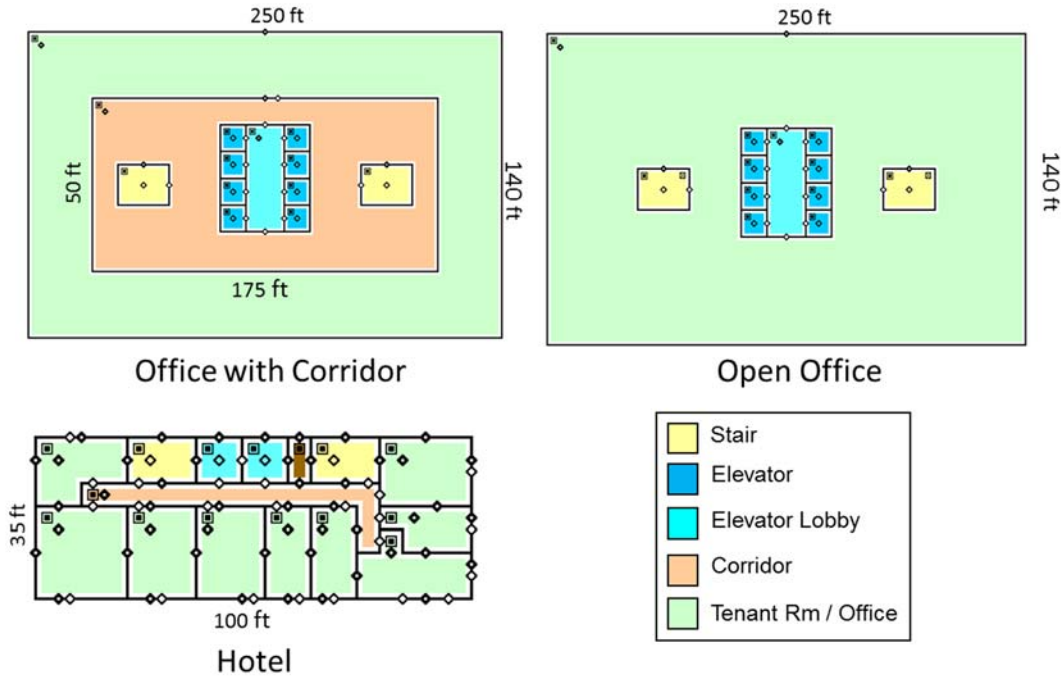 250 ft
250 ft
50 ft
140 ft
140 ft
175 ft
Office with Corridor
Open Office
35 ft
100 ft
Hotel
Stair
Elevator
Elevator Lobby
Corridor
Tenant Rm / Office